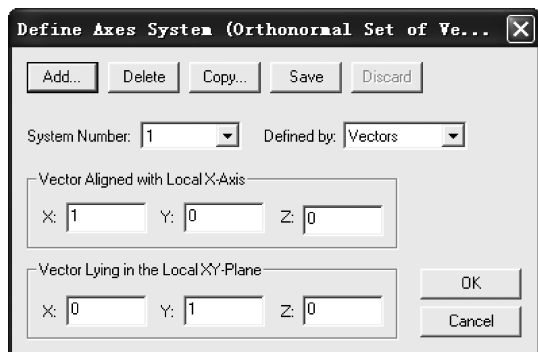 Define Axes System (Orthonormal Set of Ve...
Add... Delete Copy... Save Discard
System Number: 1 Defined by: Vectors
Vector Aligned with Local X-Axis
X: 1 Y: 0 Z: 0
Vector Lying in the Local XY-Plane
X: 0 Y: 1 Z: 0
OK
Cancel